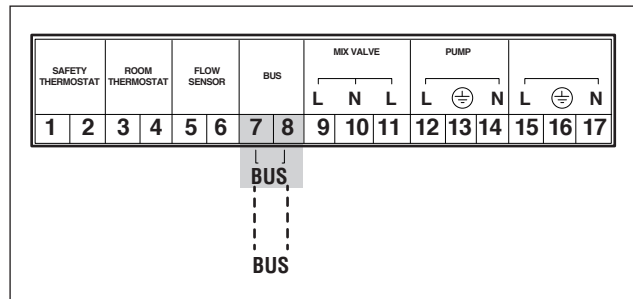 SAFETY THERMOSTAT
ROOM THERMOSTAT
FLOW SENSOR
BUS
MIX VALVE
PUMP
L N L L N L N
1 2 3 4 5 6 7 8 9 10 11 12 13 14 15 16 17
BUS
BUS